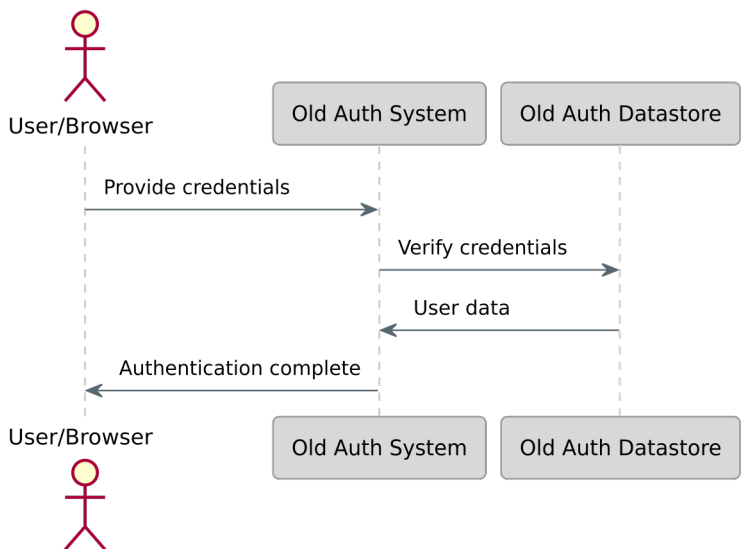 User/Browser
Old Auth System
Old Auth Datastore
Provide credentials
Verify credentials
User data
Authentication complete
User/Browser
Old Auth System
Old Auth Datastore